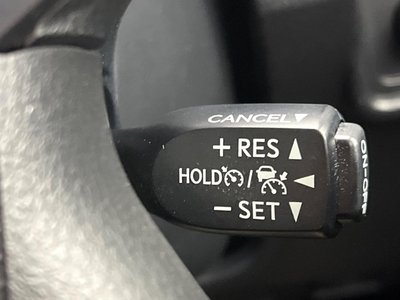 CANCEL ▼
+ RES ▲
HOLD / ◀
− SET ▼
ON-OFF